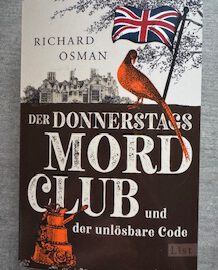 RICHARD
OSMAN
DER DONNERSTAGS
MORD
CLUB
und
der unlösbare Code
List